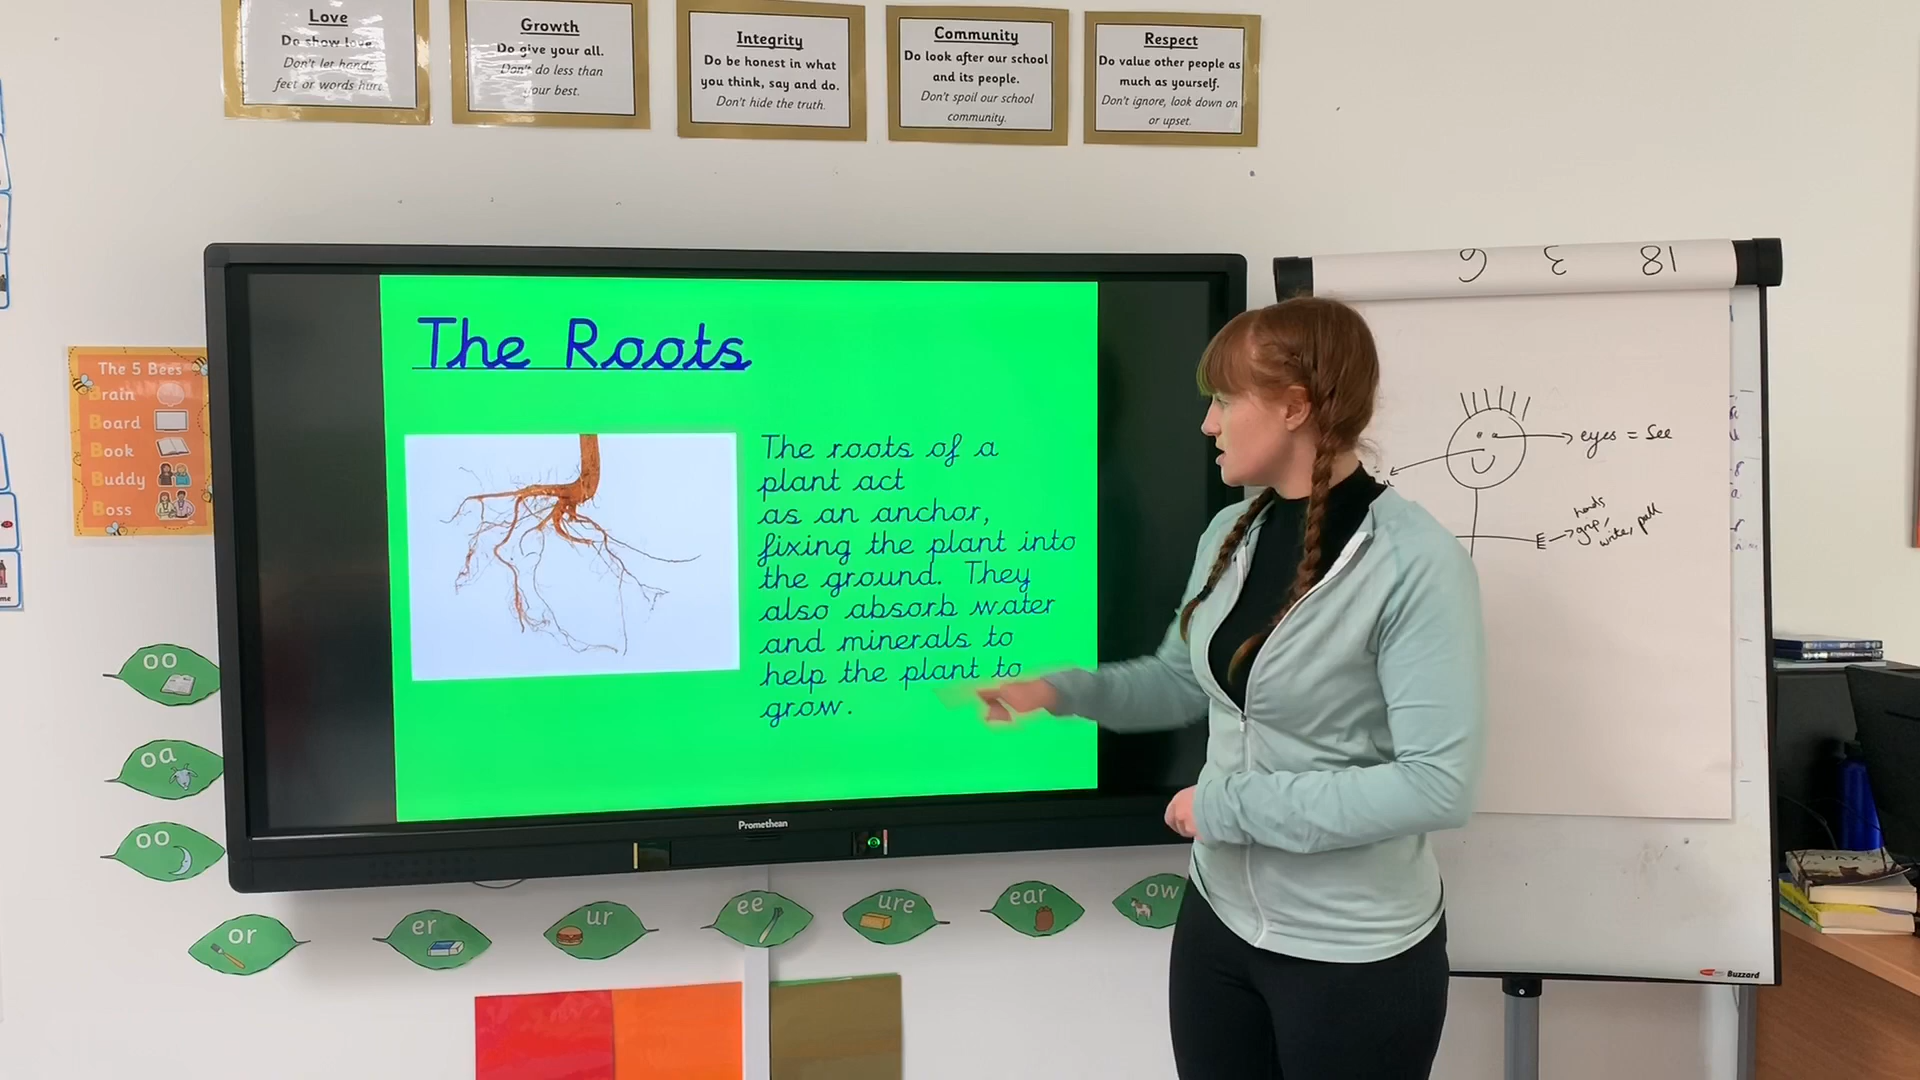 Love
Do show love.
Don't let hands,
feet or words hurt.
Growth
Do give your all.
Don't do less than
your best.
Integrity
Do be honest in what
you think, say and do.
Don't hide the truth.
Community
Do look after our school
and its people.
Don't spoil our school
community.
Respect
Do value other people as
much as yourself.
Don't ignore, look down on
or upset.
18 3 6
The Roots
The roots of a
plant act
as an anchor,
fixing the plant into
the ground. They
also absorb water
and minerals to
help the plant to
grow.
Promethean
The 5 Bees
Brain
Board
Book
Buddy
Boss
eyes = See
hands
grip,
write, pull
oo
oa
oo
or
er
ur
ee
ure
ear
ow
me
PAX
Buzzard